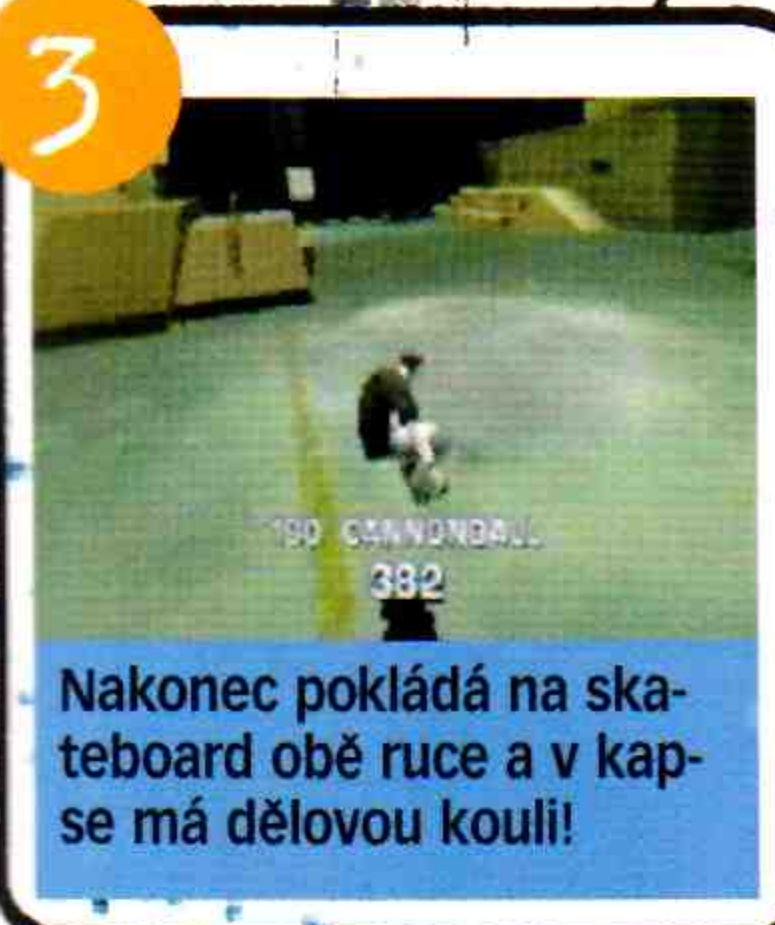 3
180 CANNONBALL
382
Nakonec pokládá na ska-
teboard obě ruce a v kap-
se má dělovou kouli!